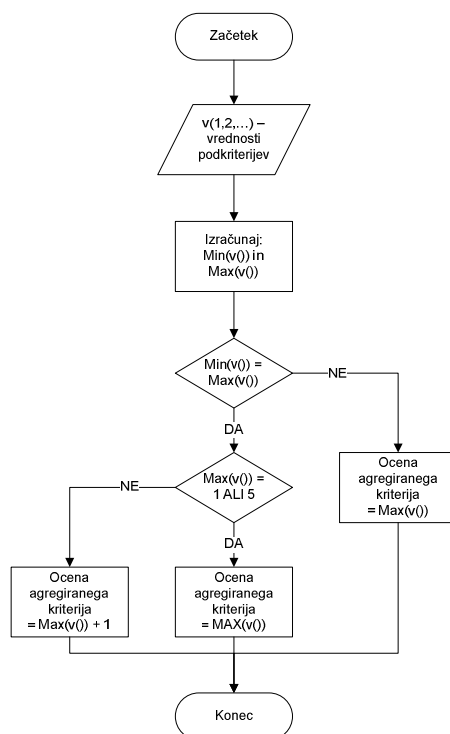 Začetek
v(1,2,...) –
vrednosti
podkriterijev
Izračunaj:
Min(v()) in
Max(v())
Min(v()) =
Max(v())
NE
DA
Max(v()) =
1 ALI 5
NE
DA
Ocena
agregiranega
kriterija
= Max(v())
Ocena
agregiranega
kriterija
= Max(v()) + 1
Ocena
agregiranega
kriterija
= MAX(v())
Konec